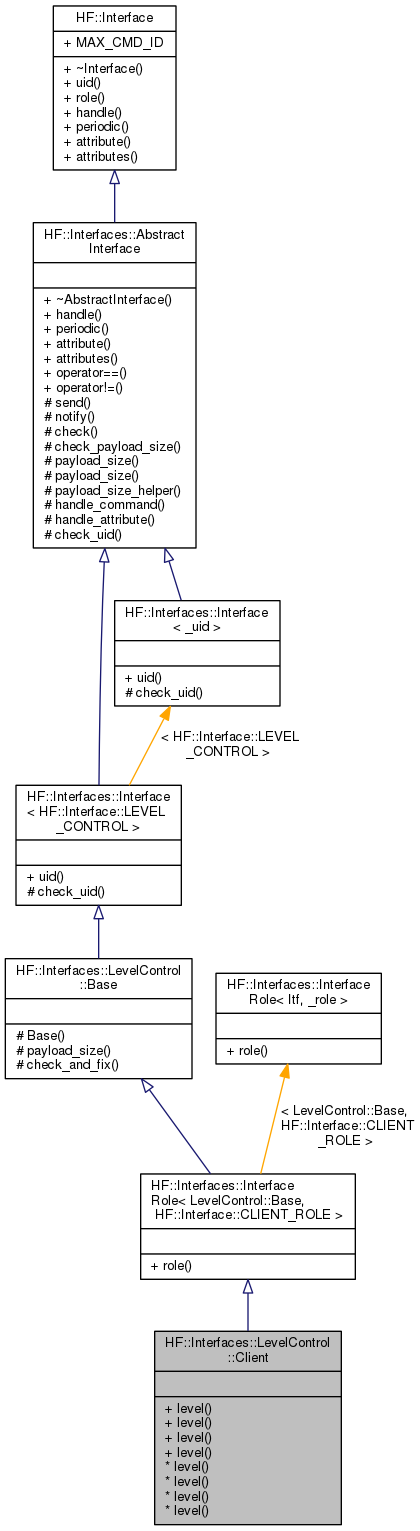 HF::Interface
+ MAX_CMD_ID
+ ~Interface()
+ uid()
+ role()
+ handle()
+ periodic()
+ attribute()
+ attributes()
HF::Interfaces::Abstract
Interface
+ ~AbstractInterface()
+ handle()
+ periodic()
+ attribute()
+ attributes()
+ operator==()
+ operator!=()
# send()
# notify()
# check()
# check_payload_size()
# payload_size()
# payload_size()
# payload_size_helper()
# handle_command()
# handle_attribute()
# check_uid()
HF::Interfaces::Interface
< _uid >
+ uid()
# check_uid()
< HF::Interface::LEVEL
_CONTROL >
HF::Interfaces::Interface
< HF::Interface::LEVEL
_CONTROL >
+ uid()
# check_uid()
HF::Interfaces::LevelControl
::Base
# Base()
# payload_size()
# check_and_fix()
HF::Interfaces::Interface
Role< Itf, _role >
+ role()
< LevelControl::Base,
HF::Interface::CLIENT
_ROLE >
HF::Interfaces::Interface
Role< LevelControl::Base,
HF::Interface::CLIENT_ROLE >
+ role()
HF::Interfaces::LevelControl
::Client
+ level()
+ level()
+ level()
+ level()
* level()
* level()
* level()
* level()